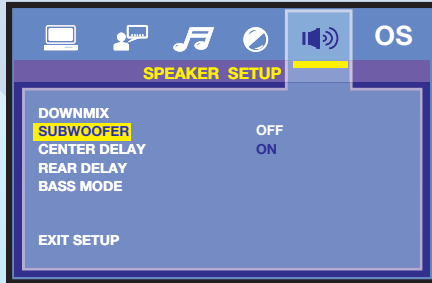 OS
SPEAKER SETUP
DOWNMIX
SUBWOOFER OFF
CENTER DELAY ON
REAR DELAY
BASS MODE
EXIT SETUP